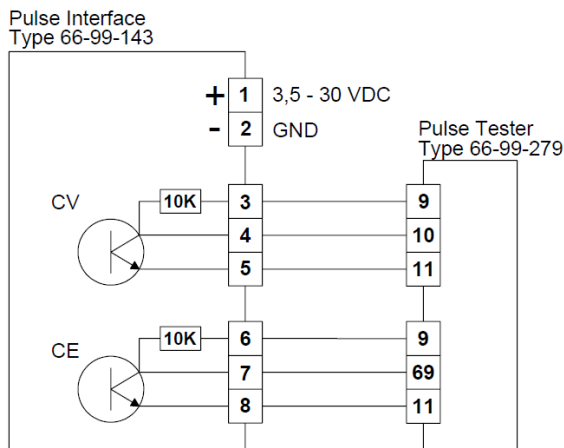 Pulse Interface
Type 66-99-143
+ 1 3,5 - 30 VDC
- 2 GND
Pulse Tester
Type 66-99-279
CV 10K 3 9
4 10
5 11
CE 10K 6 9
7 69
8 11